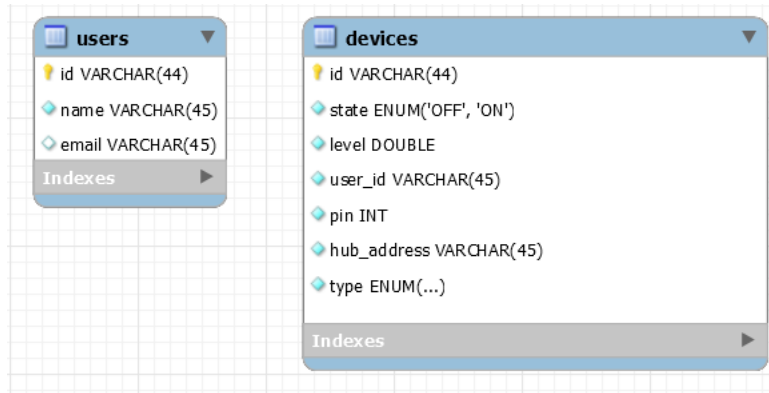 users
id VARCHAR(44)
name VARCHAR(45)
email VARCHAR(45)
Indexes
devices
id VARCHAR(44)
state ENUM('OFF', 'ON')
level DOUBLE
user_id VARCHAR(45)
pin INT
hub_address VARCHAR(45)
type ENUM(...)
Indexes